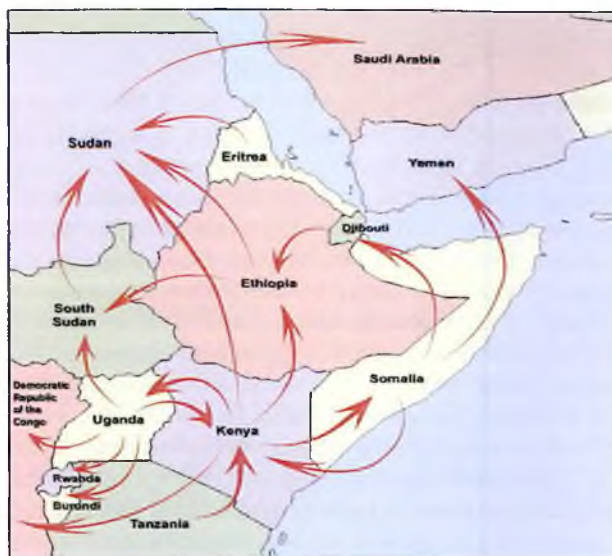 Saudi Arabia
Sudan
Eritrea
Yemen
Djibouti
Ethiopia
South
Sudan
Somalia
Democratic
Republic
of the
Congo
Uganda
Kenya
Rwanda
Burundi
Tanzania